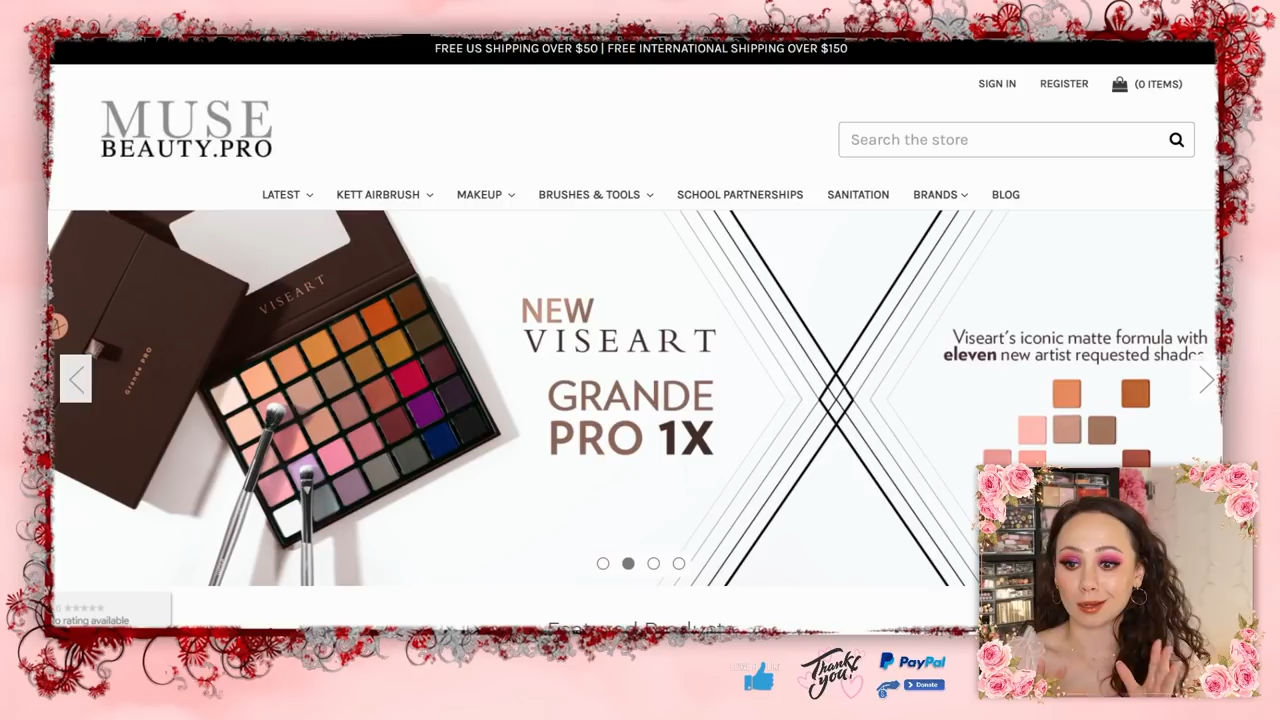 FREE US SHIPPING OVER $50 | FREE INTERNATIONAL SHIPPING OVER $150
SIGN IN REGISTER (0 ITEMS)
MUSE
BEAUTY.PRO
Search the store
LATEST KETT AIRBRUSH MAKEUP BRUSHES & TOOLS SCHOOL PARTNERSHIPS SANITATION BRANDS BLOG
VISEART
Grande PRO
NEW
VISEART
GRANDE
PRO 1X
Viseart's iconic matte formula with
eleven new artist requested shades
rating available
Featured Products
Thank you!
PayPal
Donate